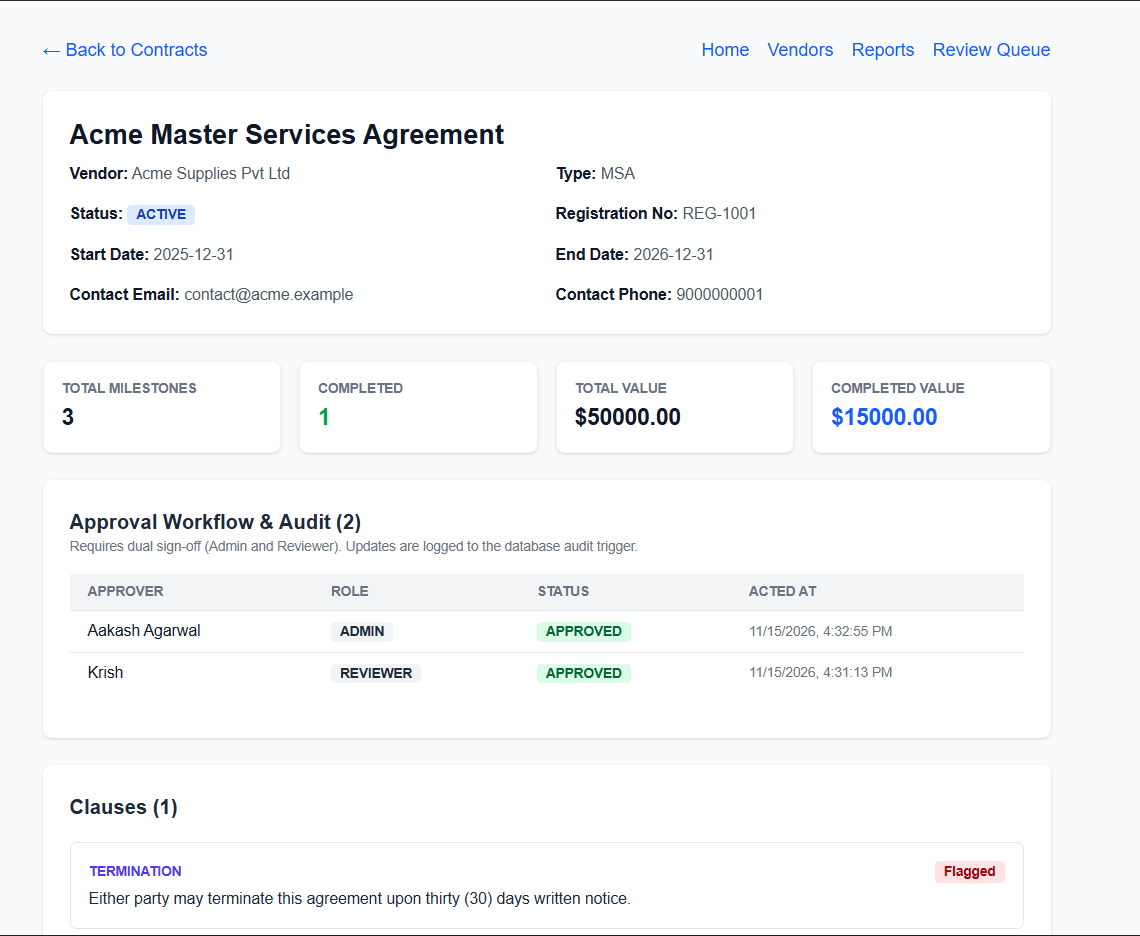 ← Back to Contracts
Home Vendors Reports Review Queue
Acme Master Services Agreement
Vendor: Acme Supplies Pvt Ltd
Type: MSA
Status: ACTIVE
Registration No: REG-1001
Start Date: 2025-12-31
End Date: 2026-12-31
Contact Email: contact@acme.example
Contact Phone: 9000000001
TOTAL MILESTONES
3
COMPLETED
1
TOTAL VALUE
$50000.00
COMPLETED VALUE
$15000.00
Approval Workflow & Audit (2)
Requires dual sign-off (Admin and Reviewer). Updates are logged to the database audit trigger.
APPROVER ROLE STATUS ACTED AT
Aakash Agarwal ADMIN APPROVED 11/15/2026, 4:32:55 PM
Krish REVIEWER APPROVED 11/15/2026, 4:31:13 PM
Clauses (1)
TERMINATION Flagged
Either party may terminate this agreement upon thirty (30) days written notice.